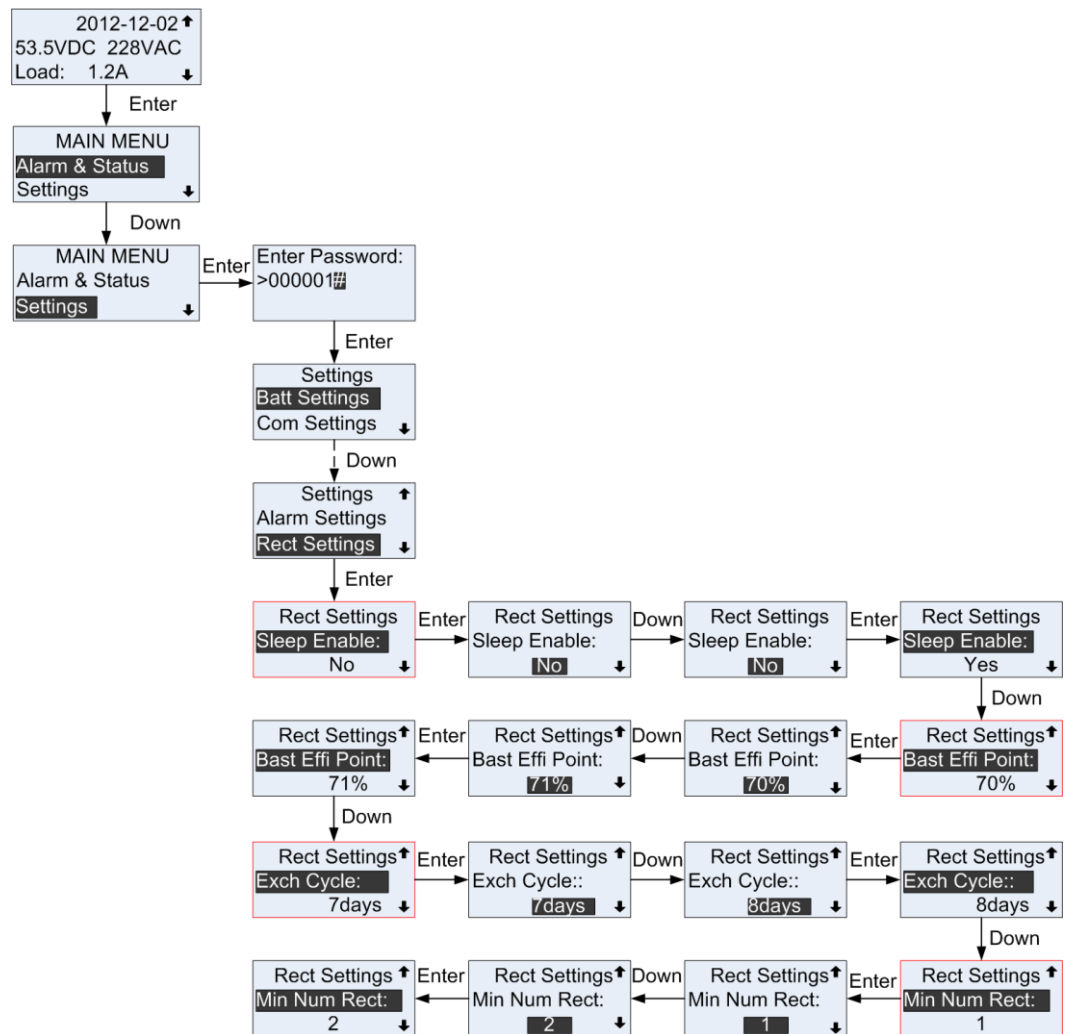 2012-12-02
53.5VDC 228VAC
Load: 1.2A
Enter
MAIN MENU
Alarm & Status
Settings
Down
MAIN MENU
Alarm & Status
Settings
Enter
Enter Password:
>000001#
Enter
Settings
Batt Settings
Com Settings
Down
Settings
Alarm Settings
Rect Settings
Enter
Rect Settings
Sleep Enable:
No
Enter
Rect Settings
Sleep Enable:
No
Down
Rect Settings
Sleep Enable:
No
Enter
Rect Settings
Sleep Enable:
Yes
Down
Rect Settings
Bast Effi Point:
71%
Enter
Rect Settings
Bast Effi Point:
71%
Down
Rect Settings
Bast Effi Point:
70%
Enter
Rect Settings
Bast Effi Point:
70%
Down
Rect Settings
Exch Cycle:
7days
Enter
Rect Settings
Exch Cycle::
7days
Down
Rect Settings
Exch Cycle::
8days
Enter
Rect Settings
Exch Cycle::
8days
Down
Rect Settings
Min Num Rect:
2
Enter
Rect Settings
Min Num Rect:
2
Down
Rect Settings
Min Num Rect:
1
Enter
Rect Settings
Min Num Rect:
1